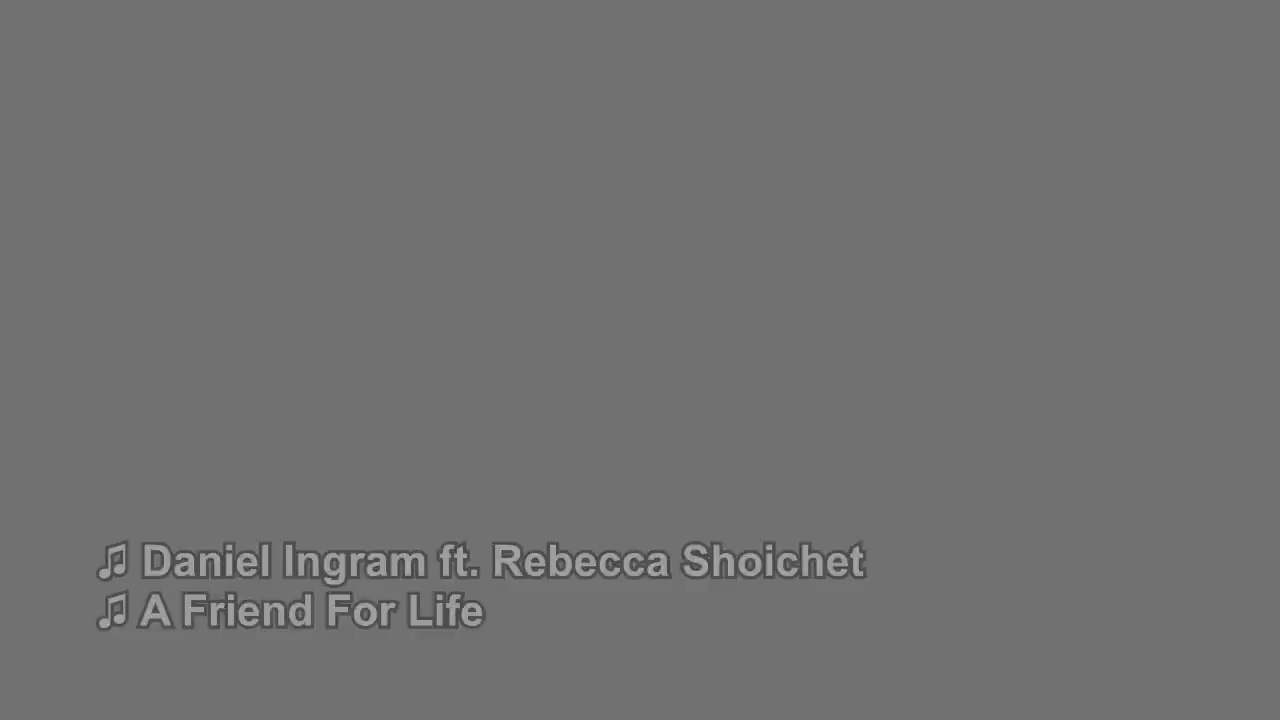 ♫ Daniel Ingram ft. Rebecca Shoichet
♫ A Friend For Life